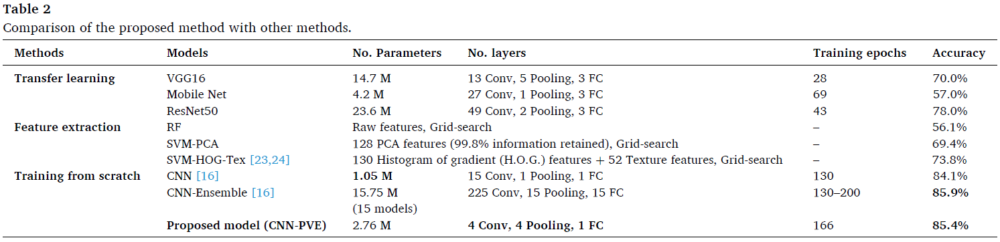 Table 2
Comparison of the proposed method with other methods.
Methods Models No. Parameters No. layers Training epochs Accuracy
Transfer learning VGG16 14.7 M 13 Conv, 5 Pooling, 3 FC 28 70.0%
Mobile Net 4.2 M 27 Conv, 1 Pooling, 3 FC 69 57.0%
ResNet50 23.6 M 49 Conv, 2 Pooling, 3 FC 43 78.0%
Feature extraction RF Raw features, Grid-search – 56.1%
SVM-PCA 128 PCA features (99.8% information retained), Grid-search – 69.4%
SVM-HOG-Tex [23,24] 130 Histogram of gradient (H.O.G.) features + 52 Texture features, Grid-search – 73.8%
Training from scratch CNN [16] 1.05 M 15 Conv, 1 Pooling, 1 FC 130 84.1%
CNN-Ensemble [16] 15.75 M 225 Conv, 15 Pooling, 15 FC 130–200 85.9%
(15 models)
Proposed model (CNN-PVE) 2.76 M 4 Conv, 4 Pooling, 1 FC 166 85.4%